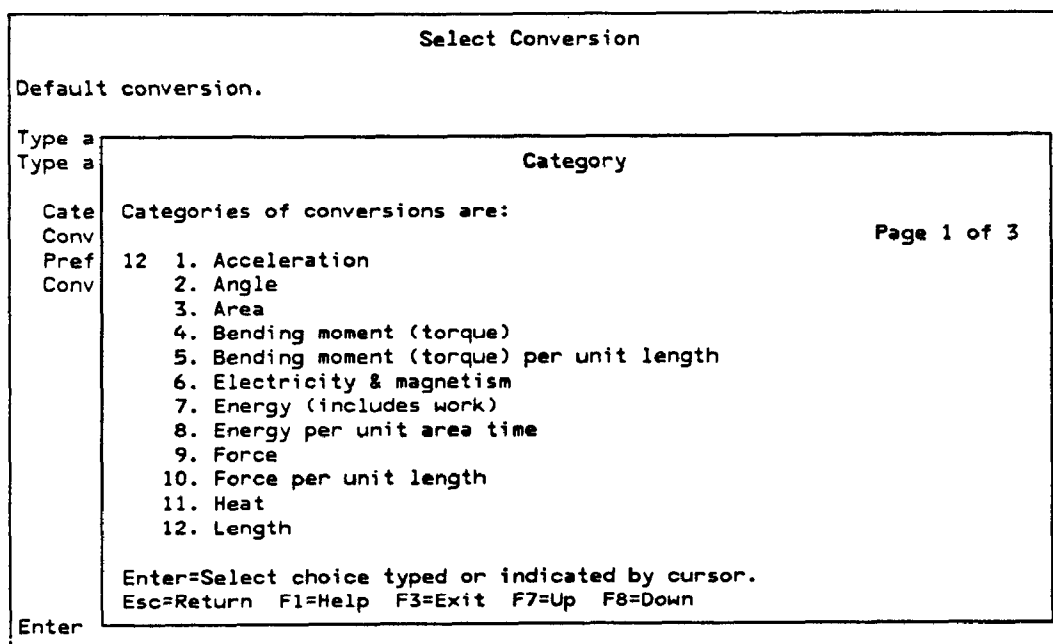 Select Conversion
Default conversion.
Type a
Type a
Category
Cate
Categories of conversions are:
Conv
Page 1 of 3
Pref
12 1. Acceleration
Conv
2. Angle
3. Area
4. Bending moment (torque)
5. Bending moment (torque) per unit length
6. Electricity & magnetism
7. Energy (includes work)
8. Energy per unit area time
9. Force
10. Force per unit length
11. Heat
12. Length
Enter=Select choice typed or indicated by cursor.
Esc=Return F1=Help F3=Exit F7=Up F8=Down
Enter